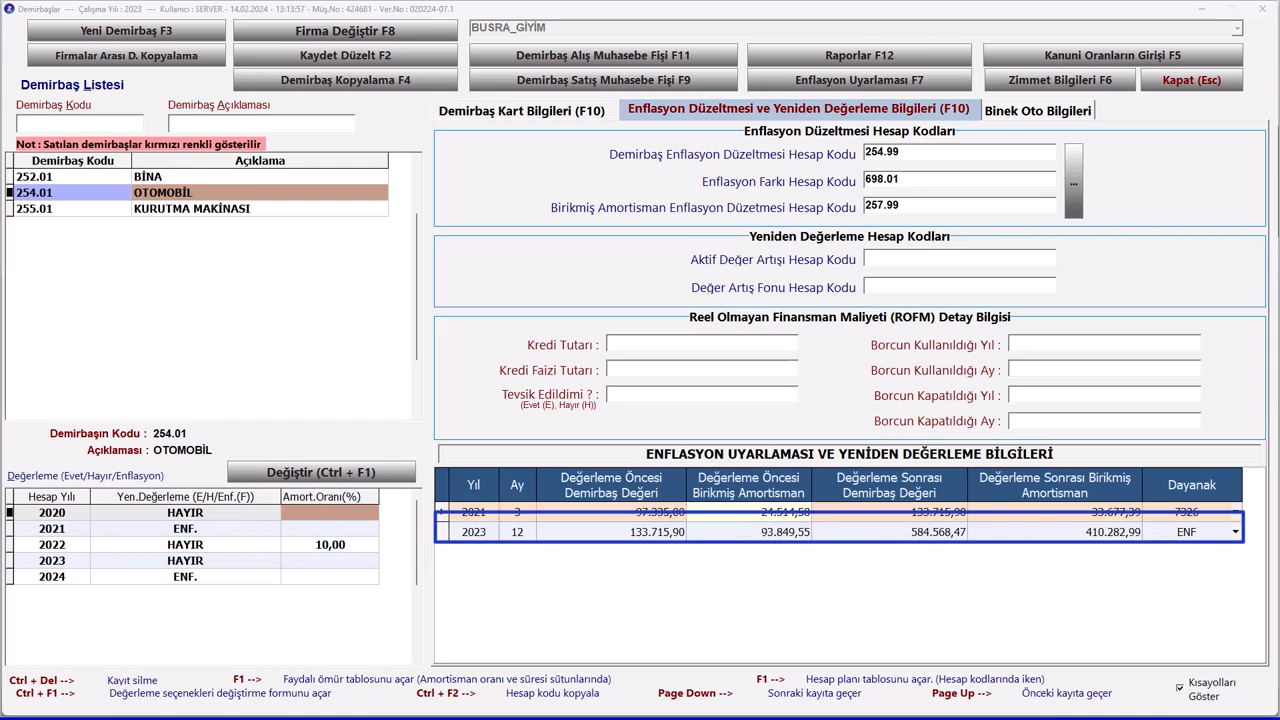 Demirbaşlar --- Çalışma Yılı : 2023 --- Kullanıcı : SERVER - 14.02.2024 - 13:13:57 - Müş.No : 424681 - Ver.No : 020224-07.1
Yeni Demirbaş F3
Firma Değiştir F8
BUSRA_GİYİM
Firmalar Arası D. Kopyalama
Kaydet Düzelt F2
Demirbaş Alış Muhasebe Fişi F11
Raporlar F12
Kanuni Oranların Girişi F5
Demirbaş Listesi
Demirbaş Kopyalama F4
Demirbaş Satış Muhasebe Fişi F9
Enflasyon Uyarlaması F7
Zimmet Bilgileri F6
Kapat (Esc)
Demirbaş Kodu
Demirbaş Açıklaması
Not : Satılan demirbaşlar kırmızı renkli gösterilir
Demirbaş Kodu Açıklama
252.01 BİNA
254.01 OTOMOBİL
255.01 KURUTMA MAKİNASI
Demirbaşın Kodu : 254.01
Açıklaması : OTOMOBİL
Değerleme (Evet/Hayır/Enflasyon)
Değiştir (Ctrl + F1)
Hesap Yılı Yen.Değerleme (E/H/Enf.(F)) Amort.Oranı(%)
2020 HAYIR
2021 ENF.
2022 HAYIR 10,00
2023 HAYIR
2024 ENF.
Demirbaş Kart Bilgileri (F10)
Enflasyon Düzeltmesi ve Yeniden Değerleme Bilgileri (F10)
Binek Oto Bilgileri
Enflasyon Düzeltmesi Hesap Kodları
Demirbaş Enflasyon Düzeltmesi Hesap Kodu 254.99
Enflasyon Farkı Hesap Kodu 698.01
...
Birikmiş Amortisman Enflasyon Düzetmesi Hesap Kodu 257.99
Yeniden Değerleme Hesap Kodları
Aktif Değer Artışı Hesap Kodu
Değer Artış Fonu Hesap Kodu
Reel Olmayan Finansman Maliyeti (ROFM) Detay Bilgisi
Kredi Tutarı :
Borcun Kullanıldığı Yıl :
Kredi Faizi Tutarı :
Borcun Kullanıldığı Ay :
Tevsik Edildimi ? :
(Evet (E), Hayır (H))
Borcun Kapatıldığı Yıl :
Borcun Kapatıldığı Ay :
ENFLASYON UYARLAMASI VE YENİDEN DEĞERLEME BİLGİLERİ
Yıl Ay Değerleme Öncesi Demirbaş Değeri Değerleme Öncesi Birikmiş Amortisman Değerleme Sonrası Demirbaş Değeri Değerleme Sonrası Birikmiş Amortisman Dayanak
2021 3 97.335,00 24.514,58 133.715,90 33.677,39 7326
2023 12 133.715,90 93.849,55 584.568,47 410.282,99 ENF
Ctrl + Del --> Kayıt silme
F1 --> Faydalı ömür tablosunu açar (Amortisman oranı ve süresi sütunlarında)
F1 --> Hesap planı tablosunu açar. (Hesap kodlarında iken)
Ctrl + F1 --> Değerleme seçenekleri değiştirme formunu açar
Ctrl + F2 --> Hesap kodu kopyala
Page Down --> Sonraki kayıta geçer
Page Up --> Önceki kayıta geçer
Kısayolları
Göster